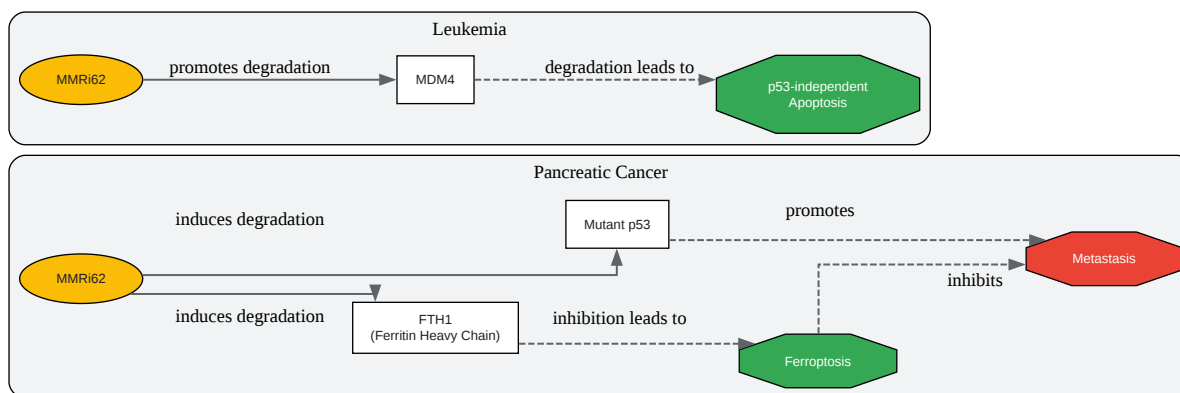 Leukemia
MMRi62
promotes degradation
MDM4
degradation leads to
p53-independent
Apoptosis
Pancreatic Cancer
induces degradation
Mutant p53
promotes
MMRi62
Metastasis
induces degradation
FTH1
(Ferritin Heavy Chain)
inhibition leads to
inhibits
Ferroptosis